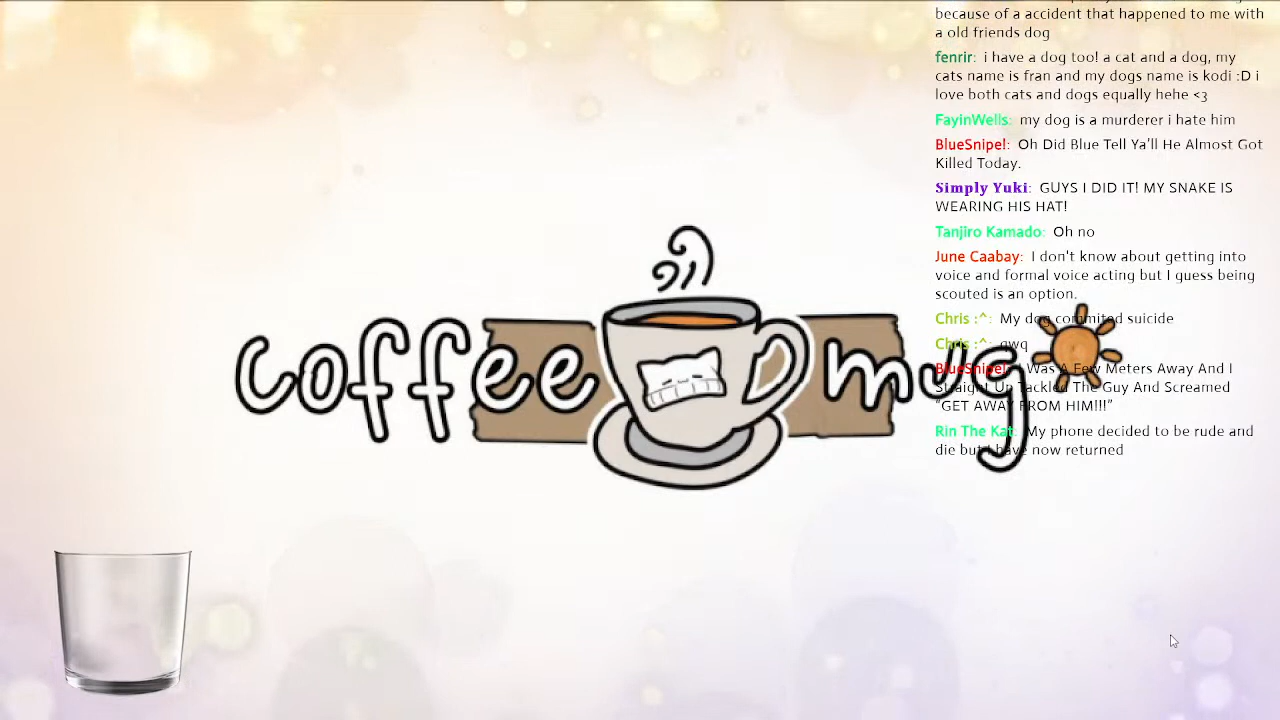 because of a accident that happened to me with
a old friends dog
fenrir: i have a dog too! a cat and a dog, my
cats name is fran and my dogs name is kodi :D i
love both cats and dogs equally hehe <3
FayinWells: my dog is a murderer i hate him
BlueSnipe!: Oh Did Blue Tell Ya'll He Almost Got
Killed Today.
Simply Yuki: GUYS I DID IT! MY SNAKE IS
WEARING HIS HAT!
Tanjiro Kamado: Oh no
June Caabay: I don't know about getting into
voice and formal voice acting but I guess being
scouted is an option.
Chris :^: My dog commited suicide
Chris :^: qwq
BlueSnipe!: I Was A Few Meters Away And I
Straight Up Tackled The Guy And Screamed
“GET AWAY FROM HIM!!!”
Rin The Kat: My phone decided to be rude and
die but I have now returned
coffee mug